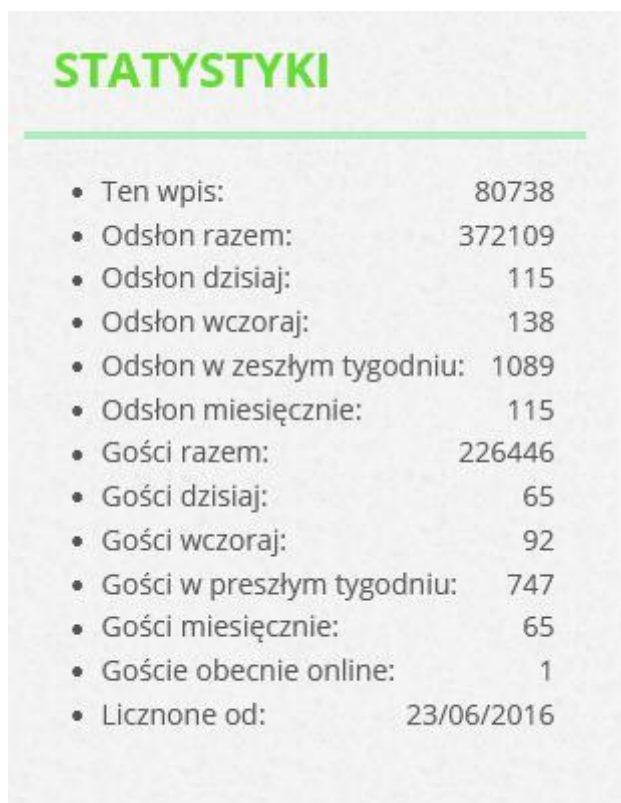 STATYSTYKI
Ten wpis: 80738
Odsłon razem: 372109
Odsłon dzisiaj: 115
Odsłon wczoraj: 138
Odsłon w zeszłym tygodniu: 1089
Odsłon miesięcznie: 115
Gości razem: 226446
Gości dzisiaj: 65
Gości wczoraj: 92
Gości w preszłym tygodniu: 747
Gości miesięcznie: 65
Goście obecnie online: 1
Licznone od: 23/06/2016